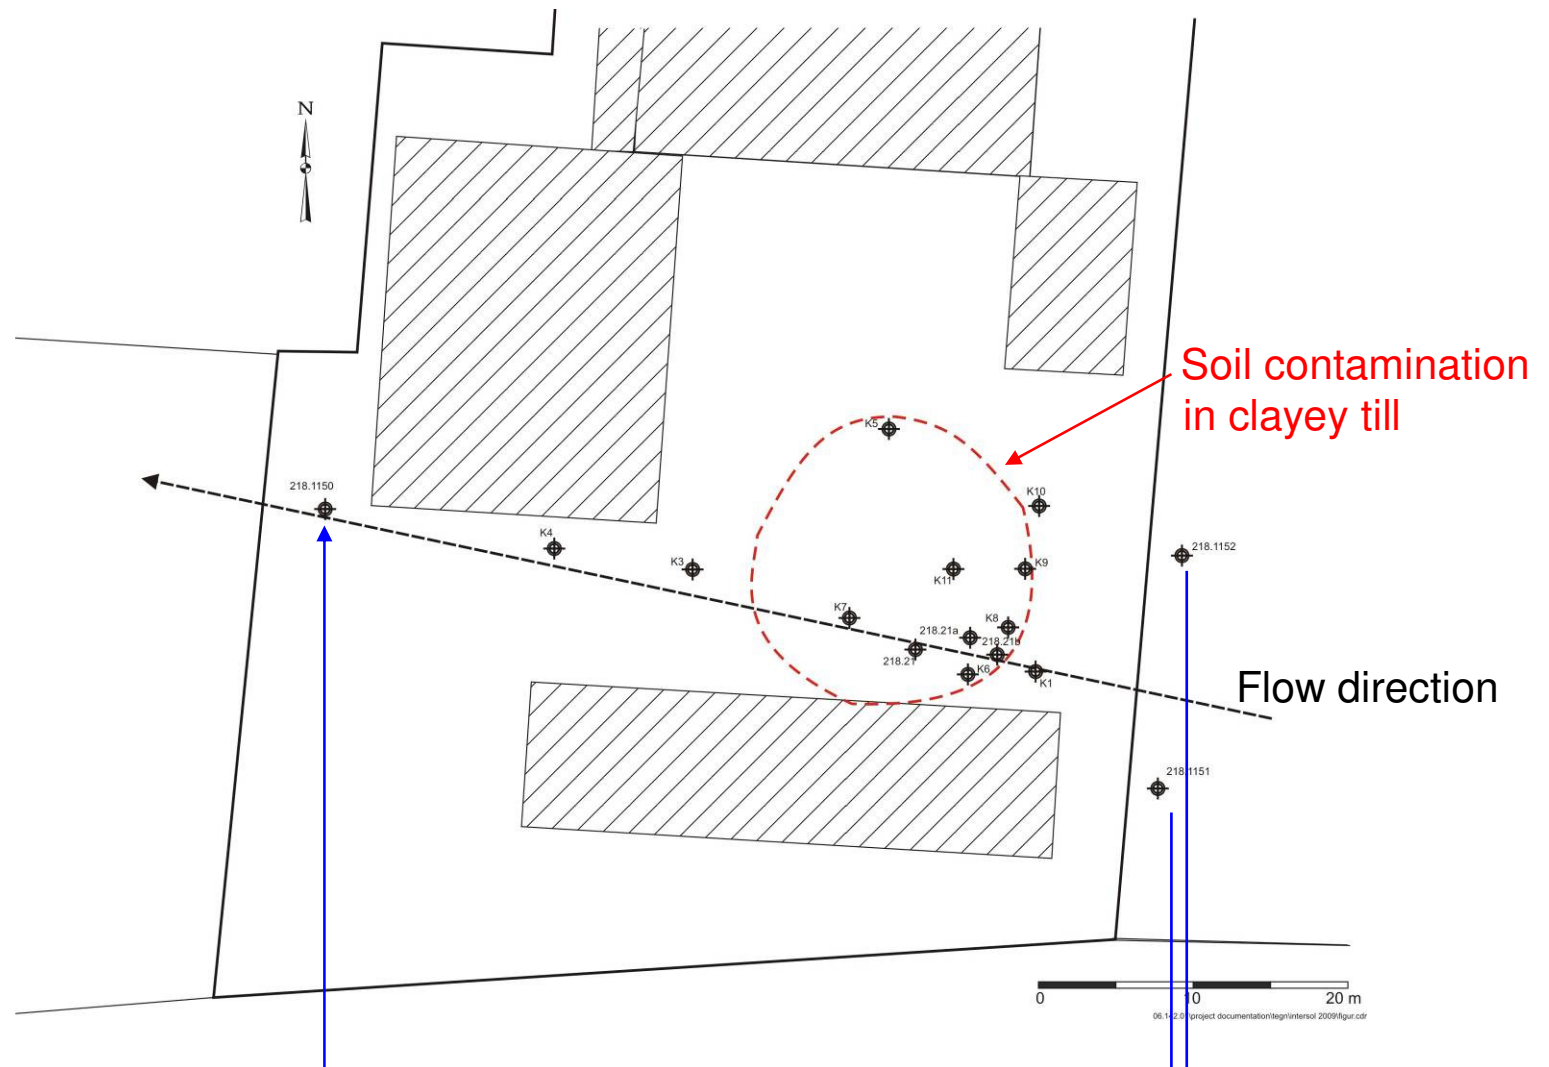 N
Soil contamination
in clayey till
K5
218.1150
K10
K4
218.1152
K3
K9
K11
K7
K8
218.21a
218.21b
218.21
K6
K1
Flow direction
218.1151
0 10 20 m